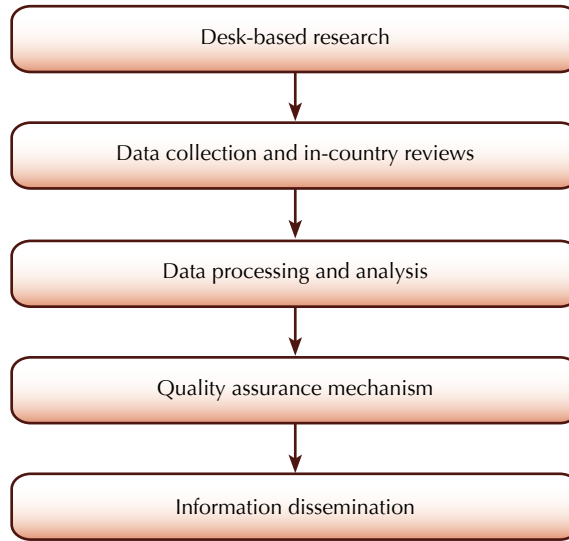 Desk-based research
Data collection and in-country reviews
Data processing and analysis
Quality assurance mechanism
Information dissemination